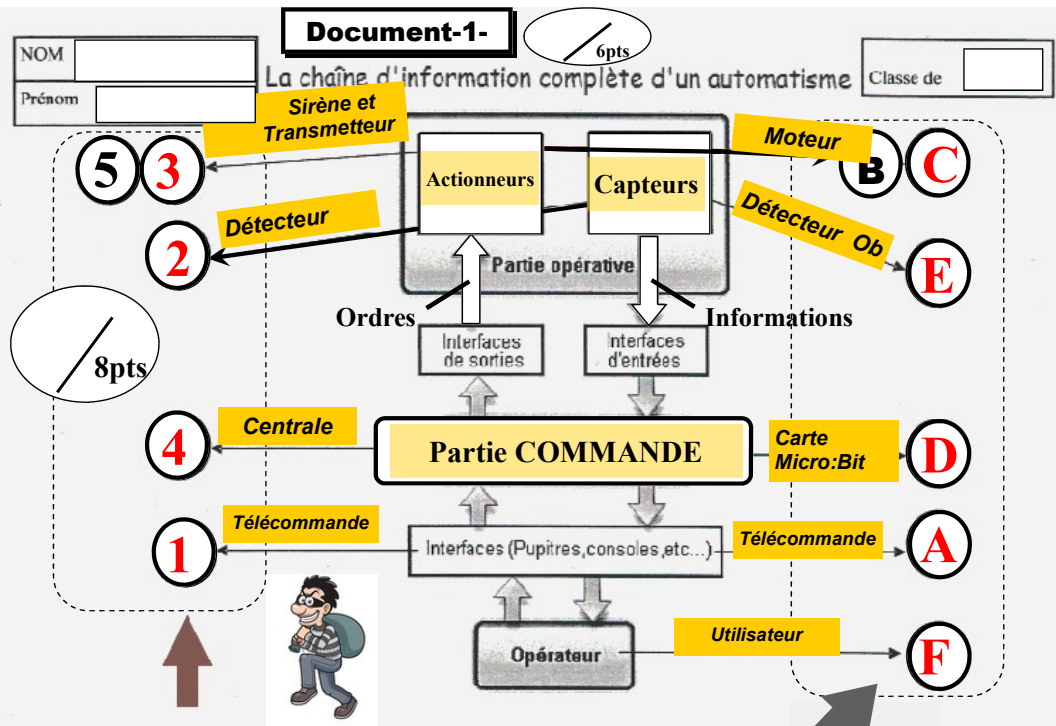 Document-1-
6pts
NOM
Prénom
La chaîne d'information complète d'un automatisme
Classe de
Sirène et
Transmetteur
Moteur
5
3
B
C
Actionneurs
Capteurs
Détecteur
Détecteur Ob
2
E
Partie opérative
Ordres
Informations
Interfaces
de sorties
Interfaces
d'entrées
8pts
Centrale
4
Partie COMMANDE
Carte
Micro:Bit
D
Télécommande
1
Interfaces (Pupitres,consoles,etc...)
Télécommande
A
Opérateur
Utilisateur
F